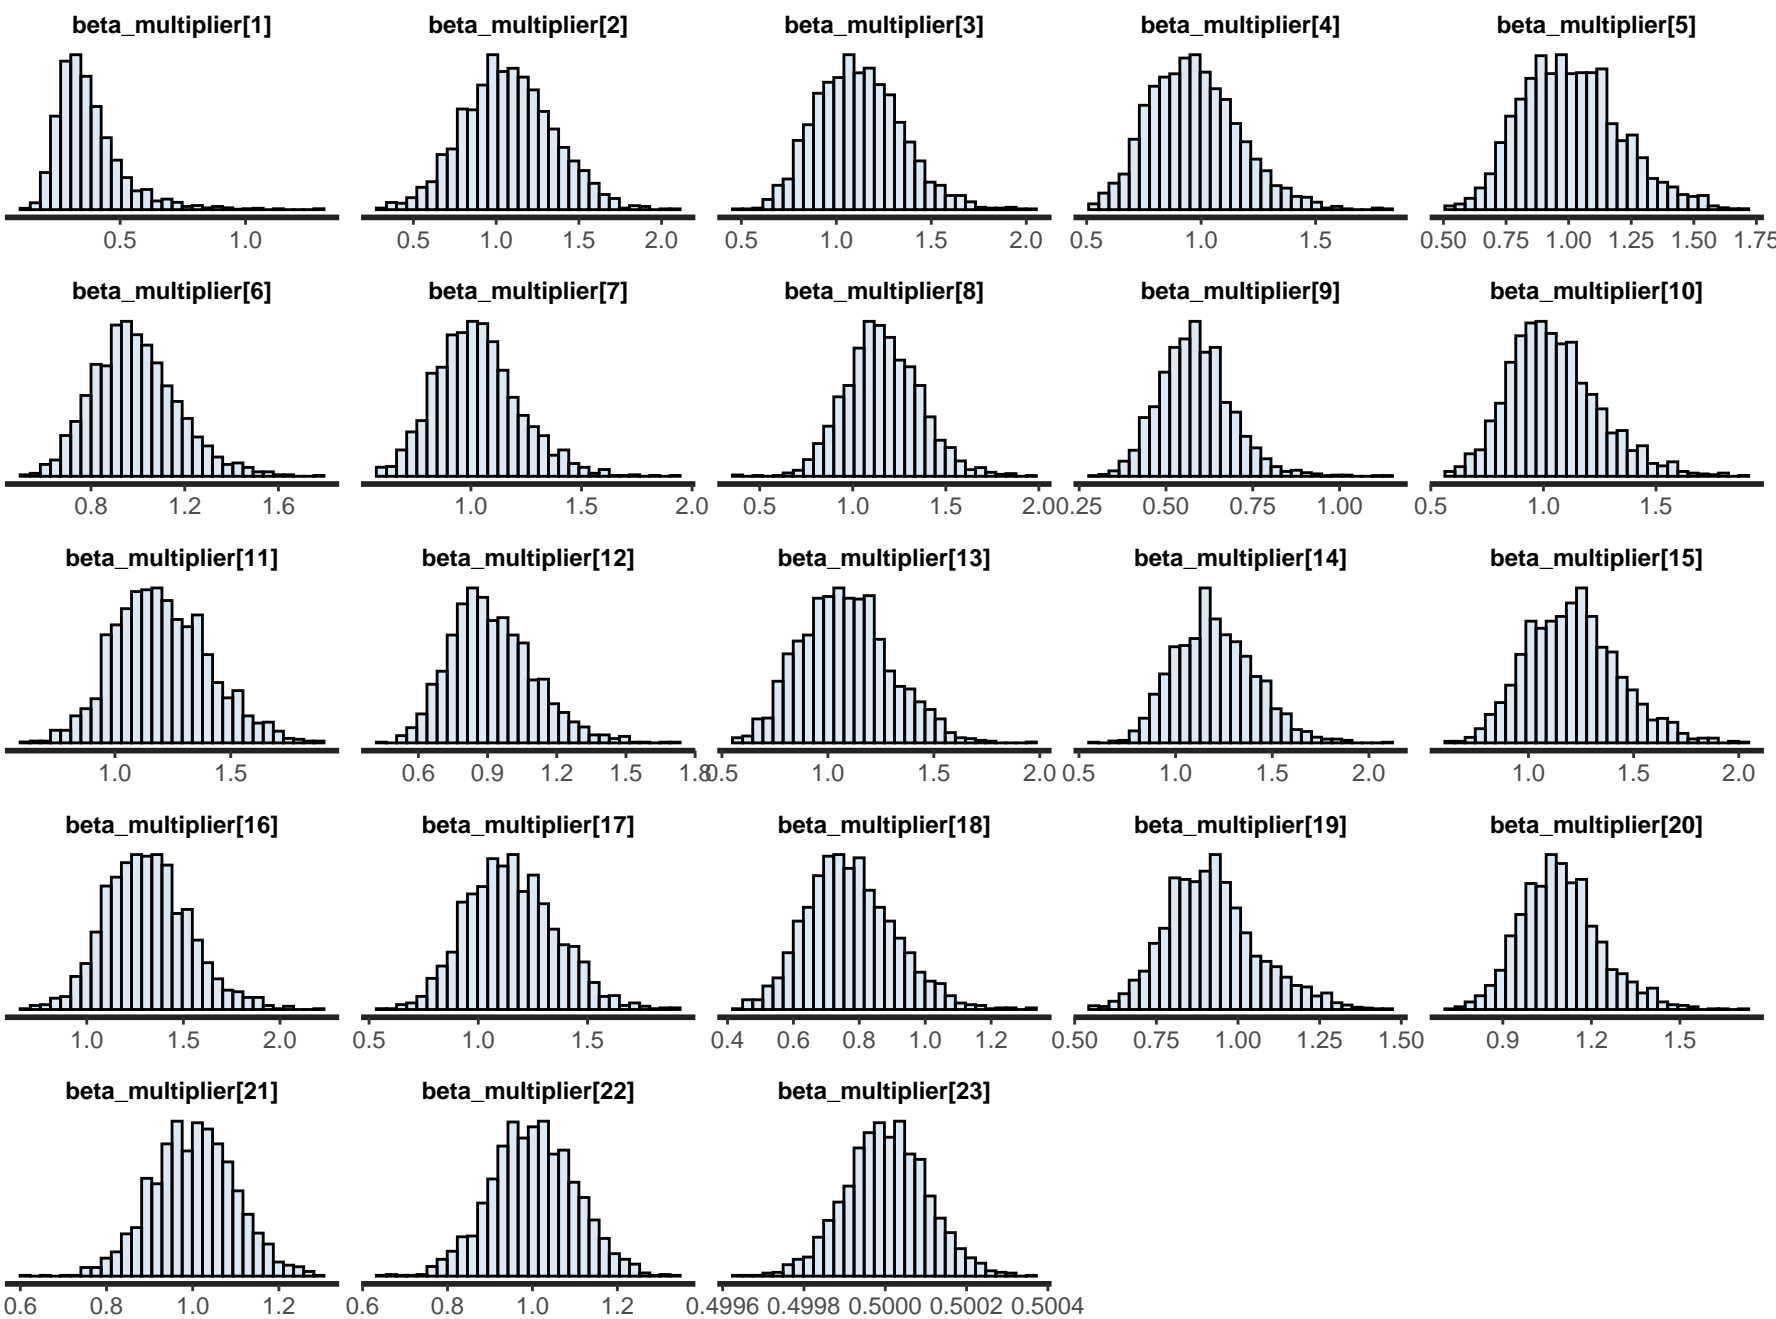 beta_multiplier[1] beta_multiplier[2] beta_multiplier[3] beta_multiplier[4] beta_multiplier[5]
0.5 1.0 0.5 1.0 1.5 2.0 0.5 1.0 1.5 2.0 0.5 1.0 1.5 0.50 0.75 1.00 1.25 1.50 1.75
beta_multiplier[6] beta_multiplier[7] beta_multiplier[8] beta_multiplier[9] beta_multiplier[10]
0.8 1.2 1.6 1.0 1.5 2.0 0.5 1.0 1.5 2.0 0.25 0.50 0.75 1.00 0.5 1.0 1.5
beta_multiplier[11] beta_multiplier[12] beta_multiplier[13] beta_multiplier[14] beta_multiplier[15]
1.0 1.5 0.6 0.9 1.2 1.5 1.8 0.5 1.0 1.5 2.0 0.5 1.0 1.5 2.0 1.0 1.5 2.0
beta_multiplier[16] beta_multiplier[17] beta_multiplier[18] beta_multiplier[19] beta_multiplier[20]
1.0 1.5 2.0 0.5 1.0 1.5 0.4 0.6 0.8 1.0 1.2 0.50 0.75 1.00 1.25 1.50 0.9 1.2 1.5
beta_multiplier[21] beta_multiplier[22] beta_multiplier[23]
0.6 0.8 1.0 1.2 0.6 0.8 1.0 1.2 0.4996 0.4998 0.5000 0.5002 0.5004